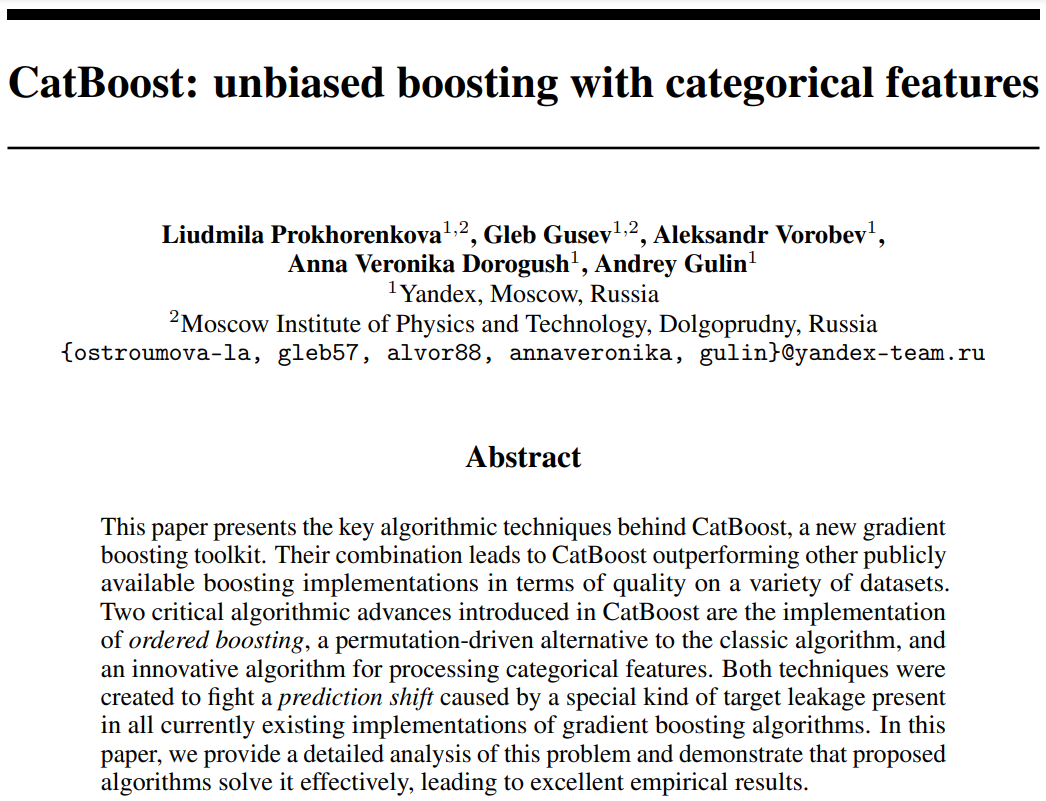 CatBoost: unbiased boosting with categorical features
Liudmila Prokhorenkova1,2, Gleb Gusev1,2, Aleksandr Vorobev1,
Anna Veronika Dorogush1, Andrey Gulin1
1Yandex, Moscow, Russia
2Moscow Institute of Physics and Technology, Dolgoprudny, Russia
{ostroumova-la, gleb57, alvor88, annaveronika, gulin}@yandex-team.ru
Abstract
This paper presents the key algorithmic techniques behind CatBoost, a new gradient
boosting toolkit. Their combination leads to CatBoost outperforming other publicly
available boosting implementations in terms of quality on a variety of datasets.
Two critical algorithmic advances introduced in CatBoost are the implementation
of ordered boosting, a permutation-driven alternative to the classic algorithm, and
an innovative algorithm for processing categorical features. Both techniques were
created to fight a prediction shift caused by a special kind of target leakage present
in all currently existing implementations of gradient boosting algorithms. In this
paper, we provide a detailed analysis of this problem and demonstrate that proposed
algorithms solve it effectively, leading to excellent empirical results.